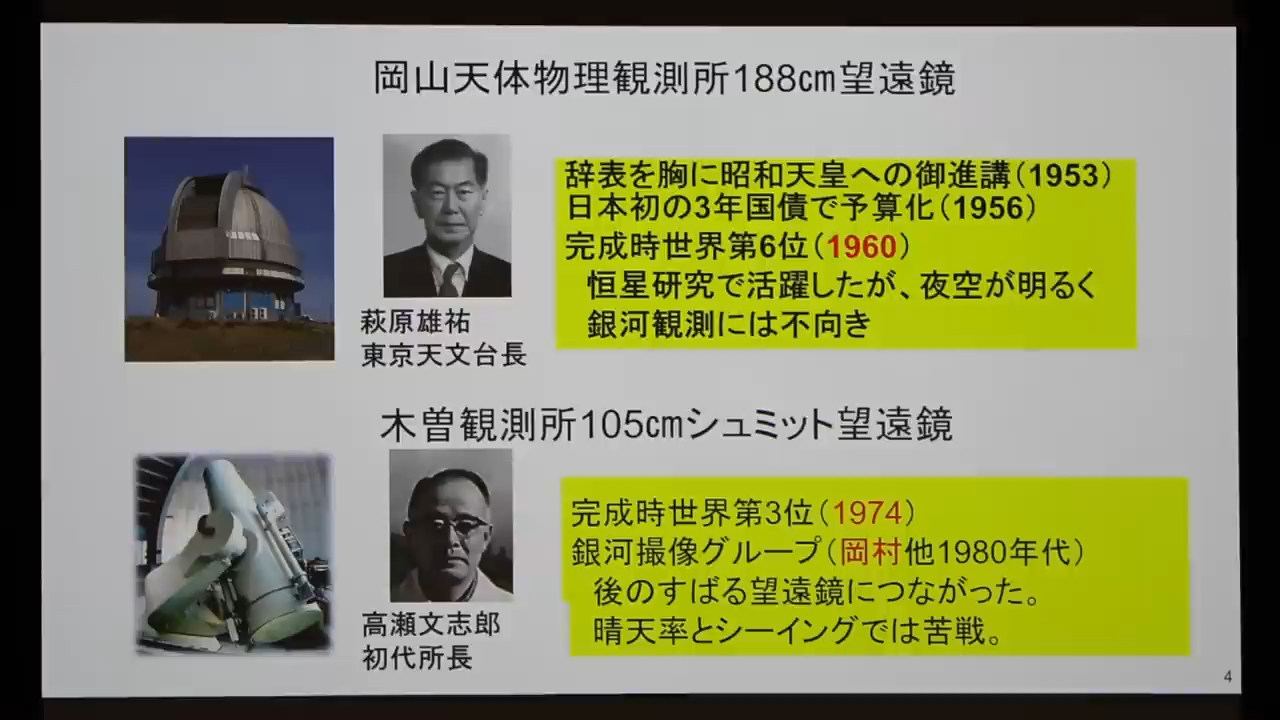 岡山天体物理観測所188㎝望遠鏡
辞表を胸に昭和天皇への御進講（1953）
日本初の3年国債で予算化（1956）
完成時世界第6位（1960）
恒星研究で活躍したが、夜空が明るく
銀河観測には不向き
萩原雄祐
東京天文台長
木曽観測所105㎝シュミット望遠鏡
完成時世界第3位（1974）
銀河撮像グループ（岡村他1980年代）
後のすばる望遠鏡につながった。
晴天率とシーイングでは苦戦。
高瀬文志郎
初代所長
4